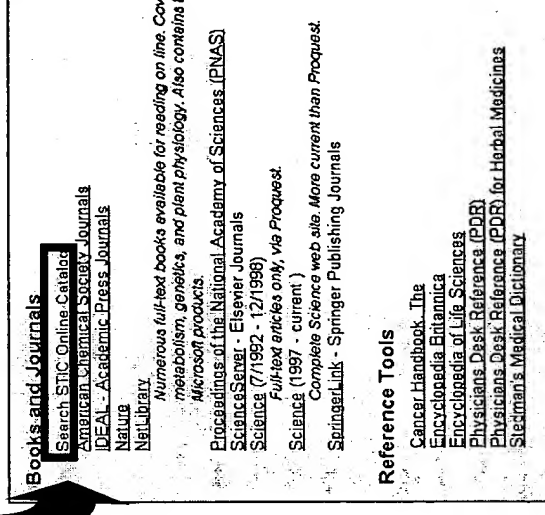 Books and Journals
Search STIC Online Catalog
American Chemical Society Journals
IDEAL - Academic Press Journals
Nature
NetLibrary
Numerous full-text books available for reading on line. Cov
metabolism, genetics, and plant physiology. Also contains
Microsoft products.
Proceedings of the National Academy of Sciences (PNAS)
ScienceServer - Elsevier Journals
Science (7/1992 - 12/1998)
Full-text articles only, via Proquest.
Science (1997 - current)
Complete Science web site. More current than Proquest.
SpringerLink - Springer Publishing Journals
Reference Tools
Cancer Handbook, The
Encyclopedia Britannica
Encyclopedia of Life Sciences
Physicians Desk Reference (PDR)
Physicians Desk Reference (PDR) for Herbal Medicines
Stedman's Medical Dictionary